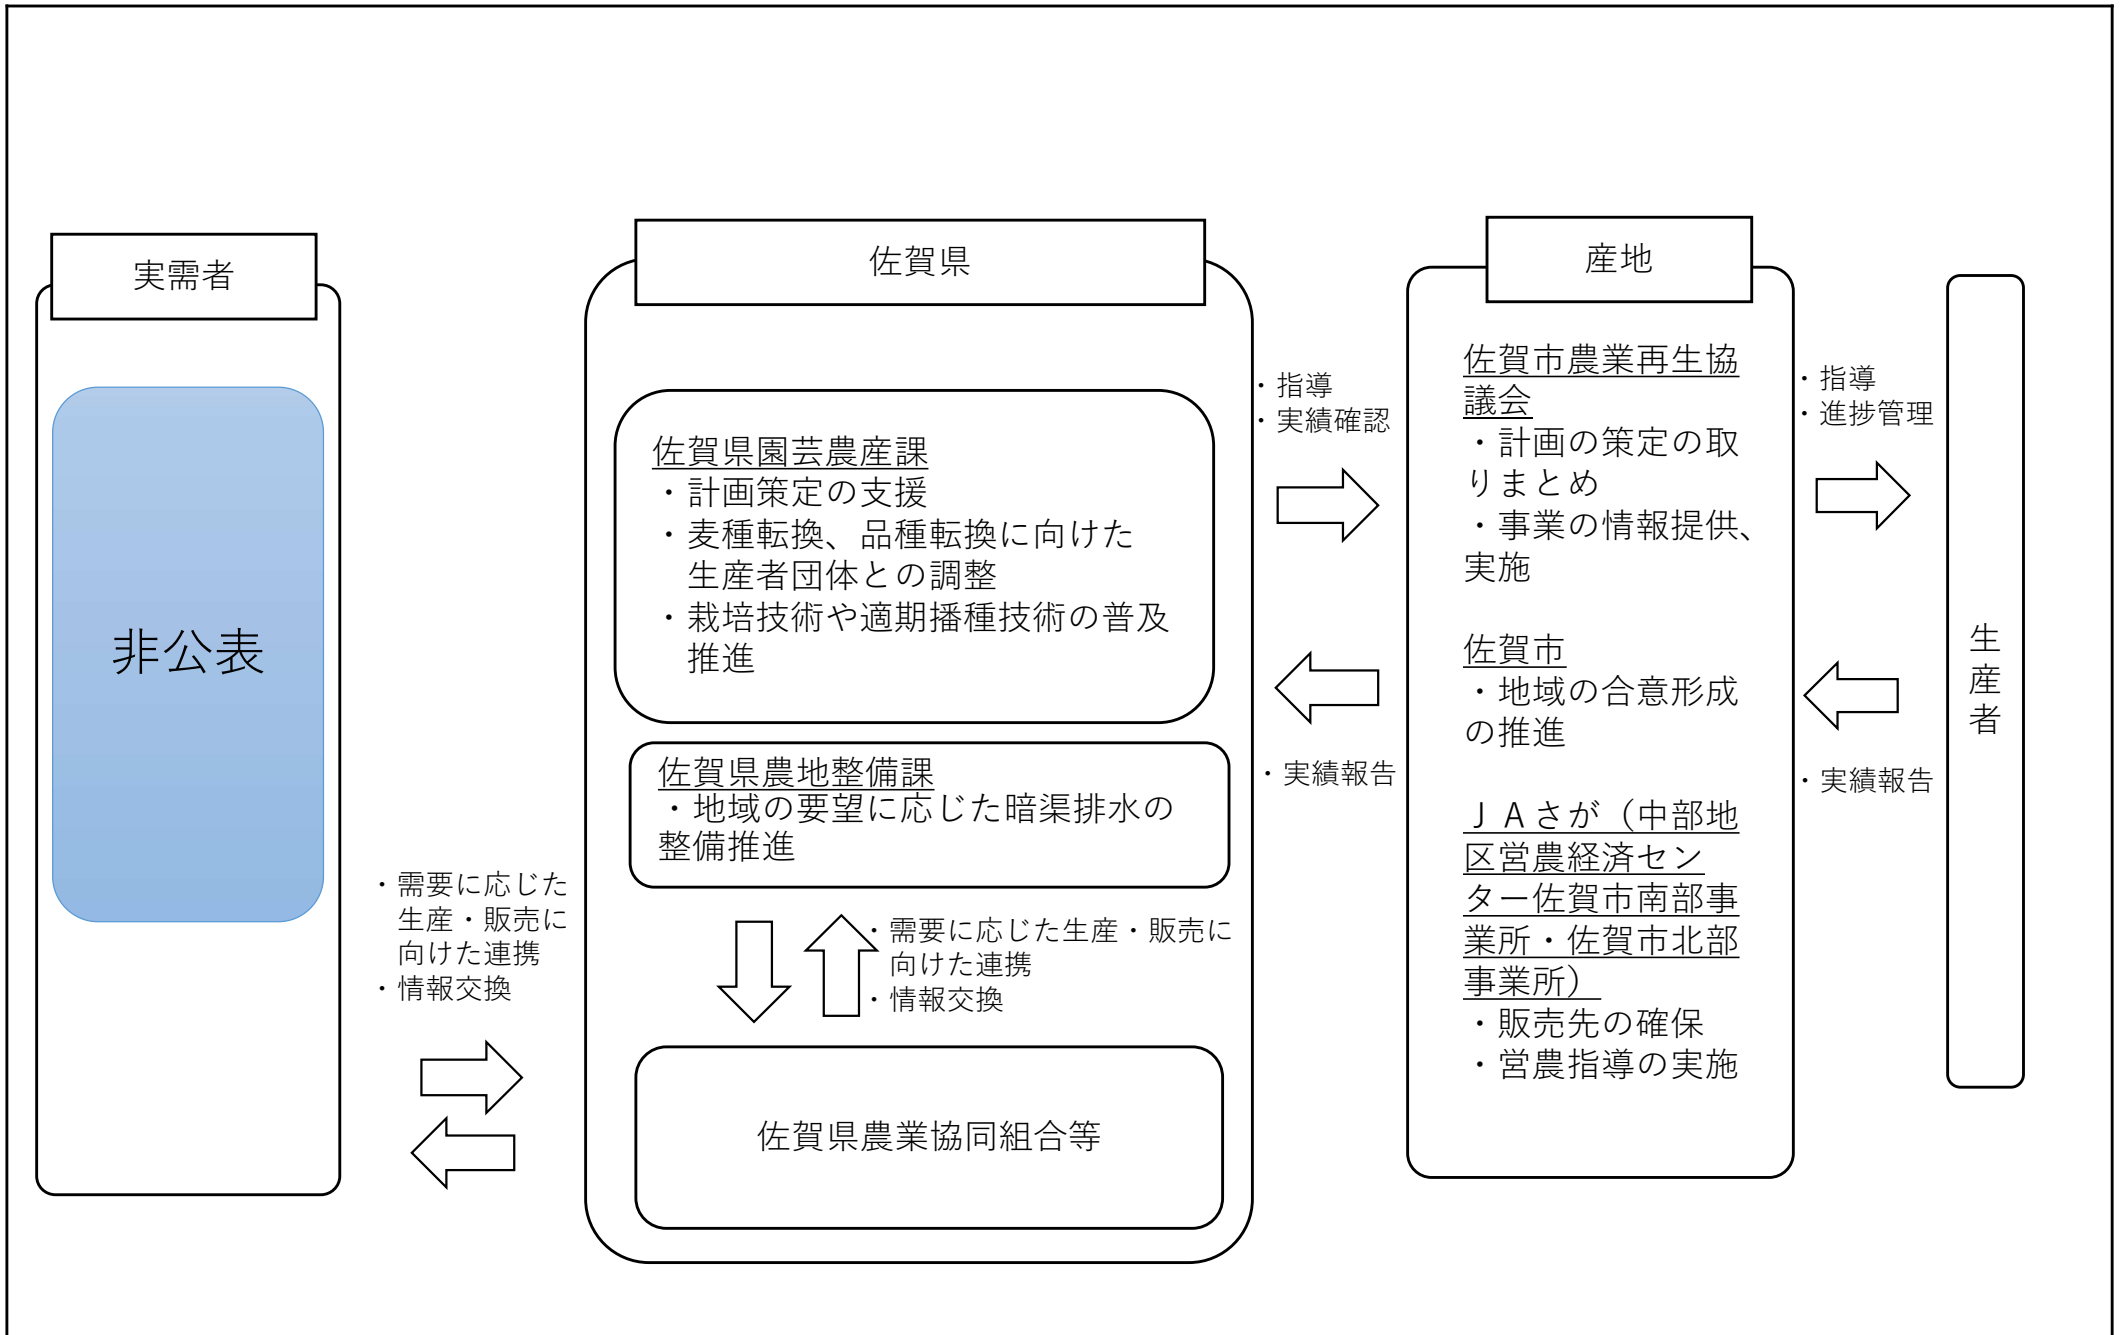 実需者
非公表
・需要に応じた
生産・販売に
向けた連携
・情報交換
佐賀県
佐賀県園芸農産課
・計画策定の支援
・麦種転換、品種転換に向けた
生産者団体との調整
・栽培技術や適期播種技術の普及
推進
佐賀県農地整備課
・地域の要望に応じた暗渠排水の
整備推進
・需要に応じた生産・販売に
向けた連携
・情報交換
佐賀県農業協同組合等
・指導
・実績確認
・実績報告
産地
佐賀市農業再生協
議会
・計画の策定の取
りまとめ
・事業の情報提供、
実施
佐賀市
・地域の合意形成
の推進
ＪＡさが（中部地
区営農経済セン
ター佐賀市南部事
業所・佐賀市北部
事業所）
・販売先の確保
・営農指導の実施
・指導
・進捗管理
・実績報告
生産者